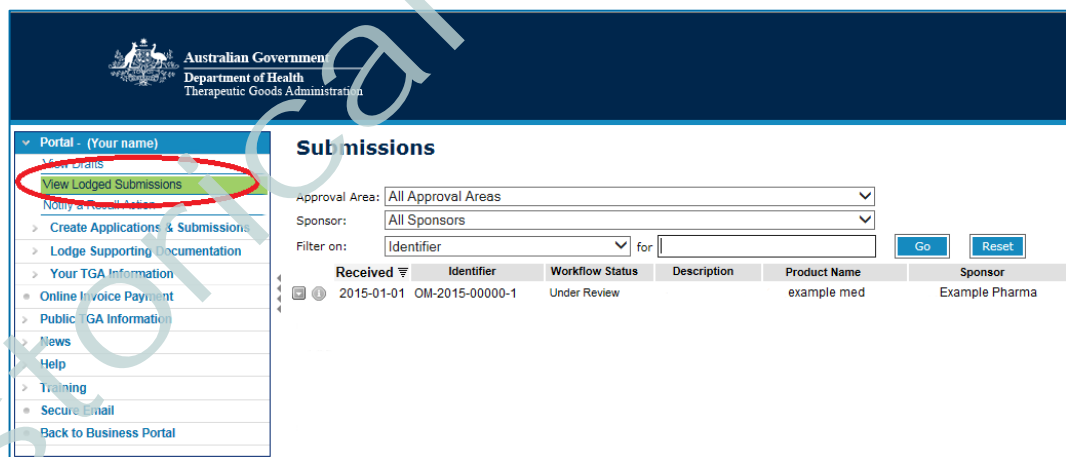 Australian Government
Department of Health
Therapeutic Goods Administration
Portal - (Your name)
View Drafts
View Lodged Submissions
Notify a Recall Action
Create Applications & Submissions
Lodge Supporting Documentation
Your TGA Information
Online Invoice Payment
Public TGA Information
News
Help
Training
Secure Email
Back to Business Portal
Submissions
Approval Area: All Approval Areas
Sponsor: All Sponsors
Filter on: Identifier for Go Reset
Received Identifier Workflow Status Description Product Name Sponsor
2015-01-01 OM-2015-00000-1 Under Review example med Example Pharma